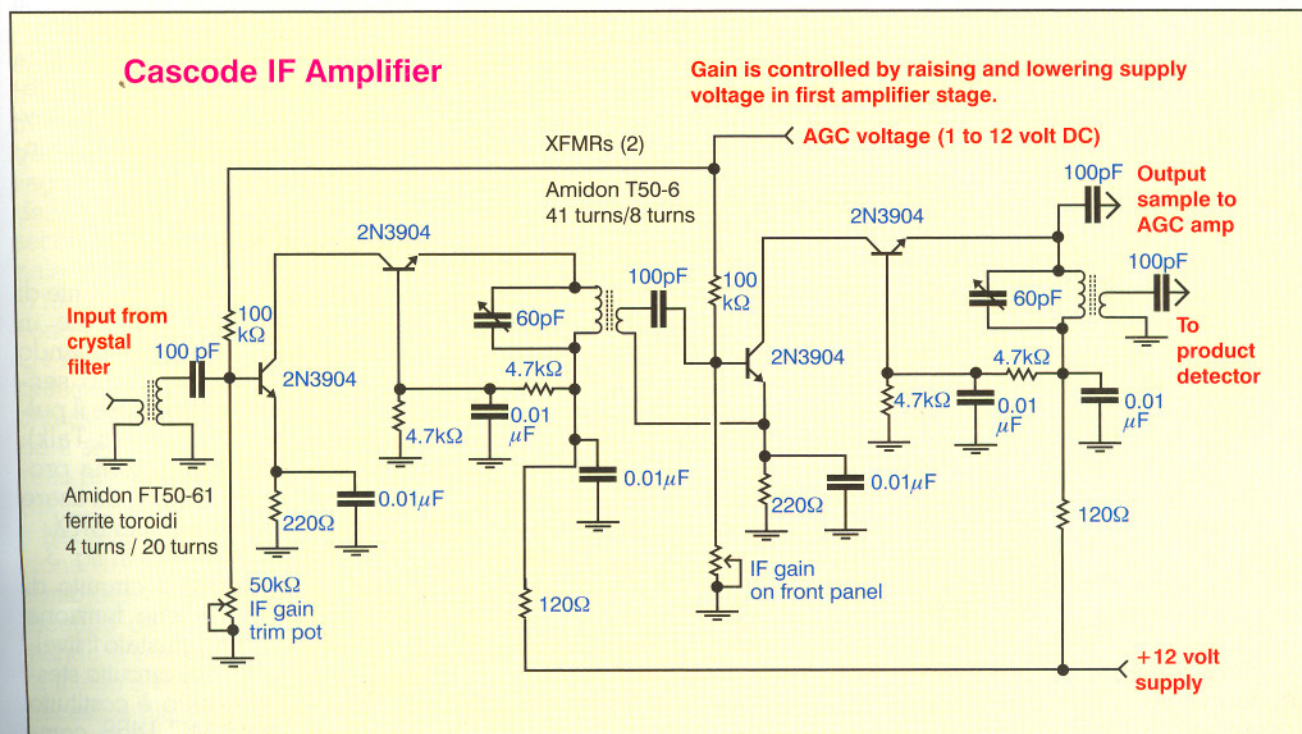 Cascode IF Amplifier
Gain is controlled by raising and lowering supply
voltage in first amplifier stage.
XFMRs (2)
AGC voltage (1 to 12 volt DC)
Amidon T50-6
41 turns/8 turns
100pF
Output
sample to
AGC amp
2N3904
2N3904
100pF
100
kΩ
100pF
Input from
crystal
filter
100
kΩ
100 pF
60pF
60pF
To
product
detector
2N3904
2N3904
4.7kΩ
4.7kΩ
4.7kΩ
0.01
μF
4.7kΩ
0.01
μF
0.01
μF
Amidon FT50-61
ferrite toroidi
4 turns / 20 turns
0.01μF
220Ω
0.01μF
0.01μF
220Ω
120Ω
50kΩ
IF gain
trim pot
120Ω
IF gain
on front panel
+12 volt
supply